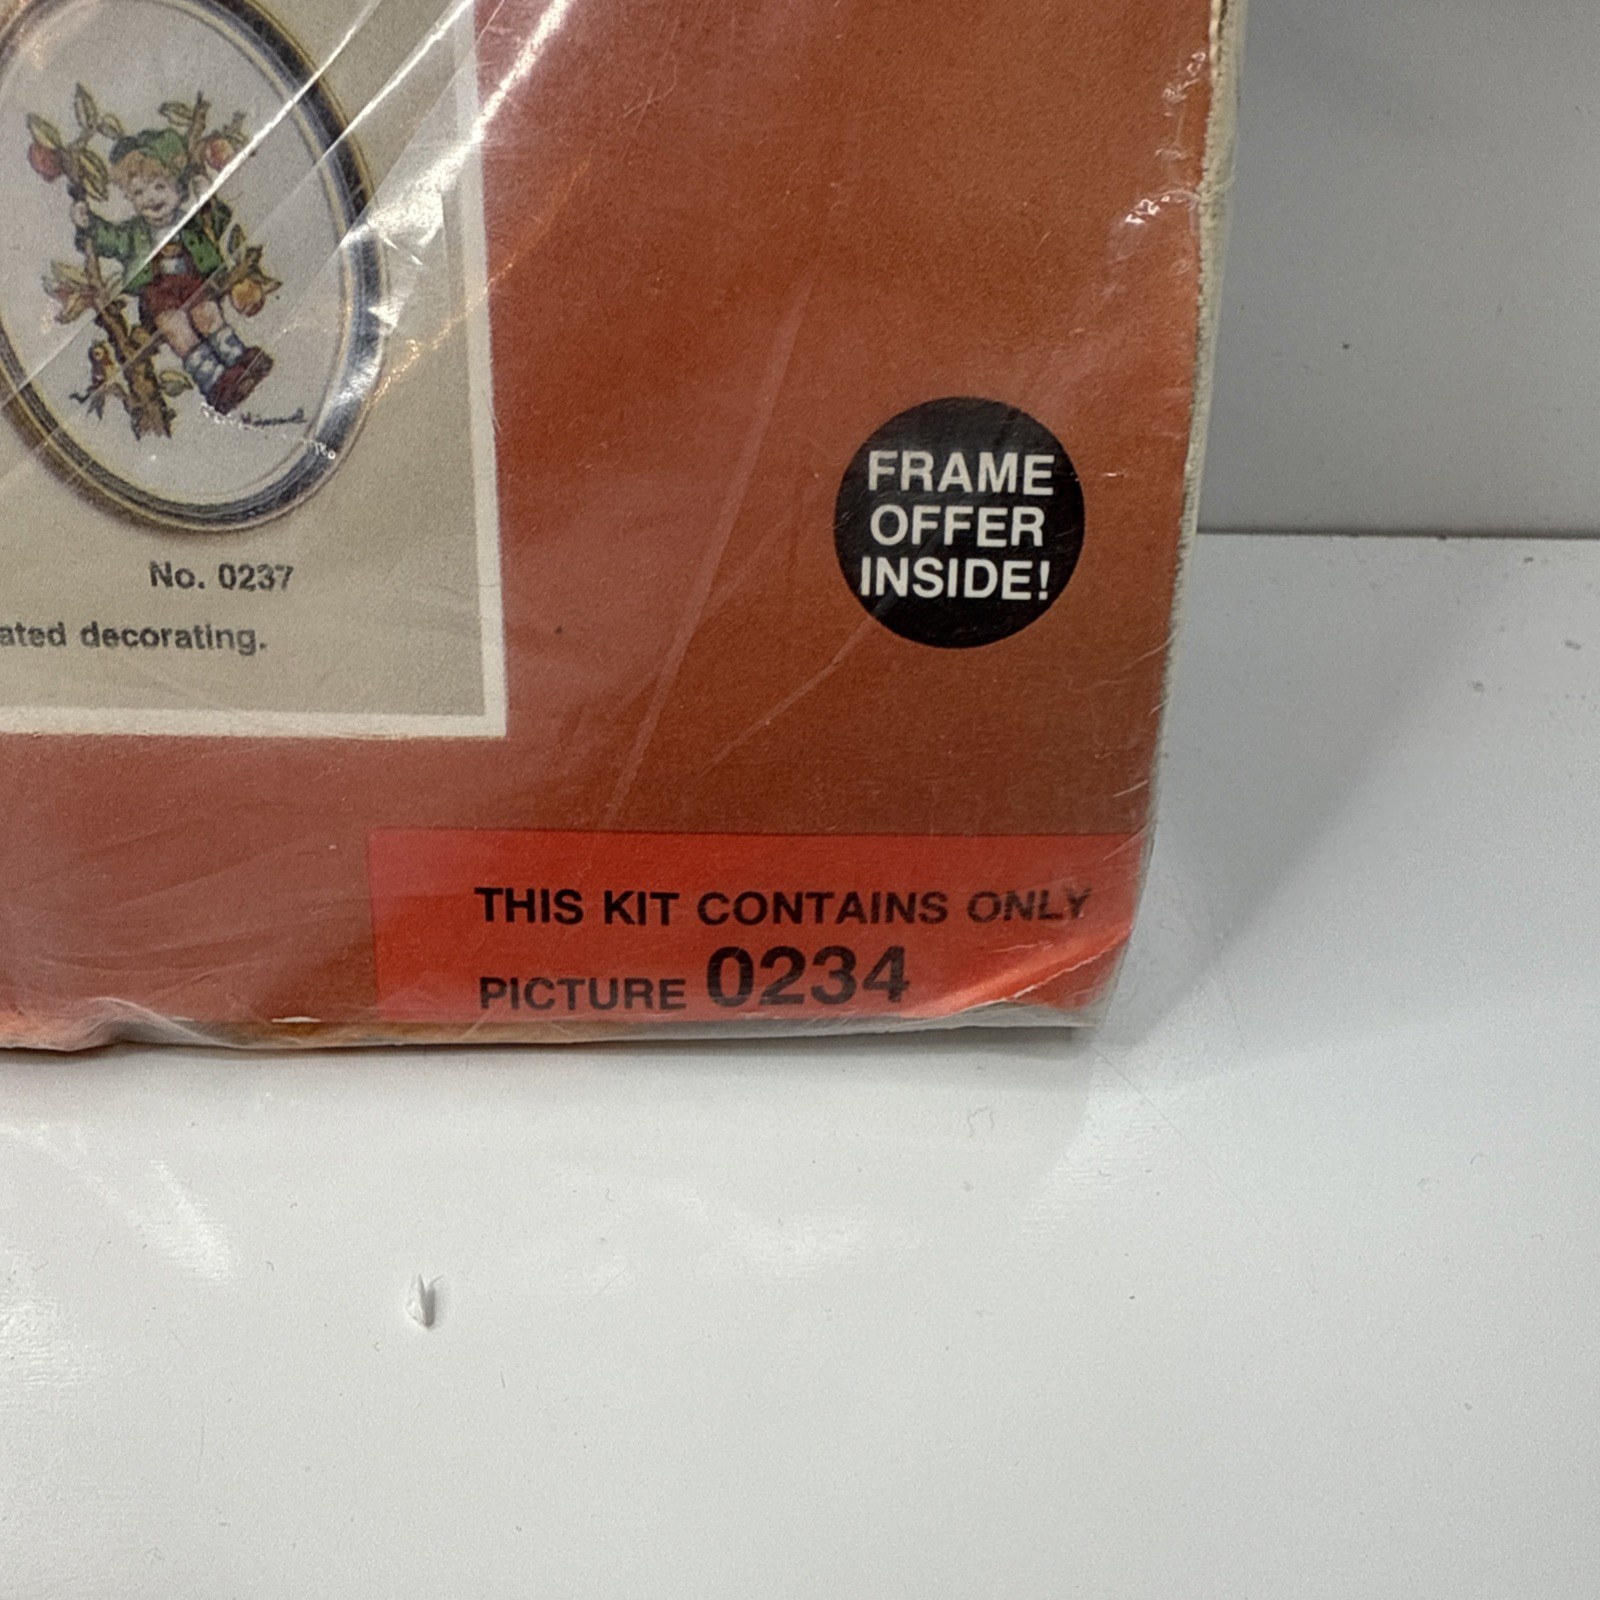 No. 0237
ated decorating.
FRAME
OFFER
INSIDE!
THIS KIT CONTAINS ONLY
PICTURE 0234